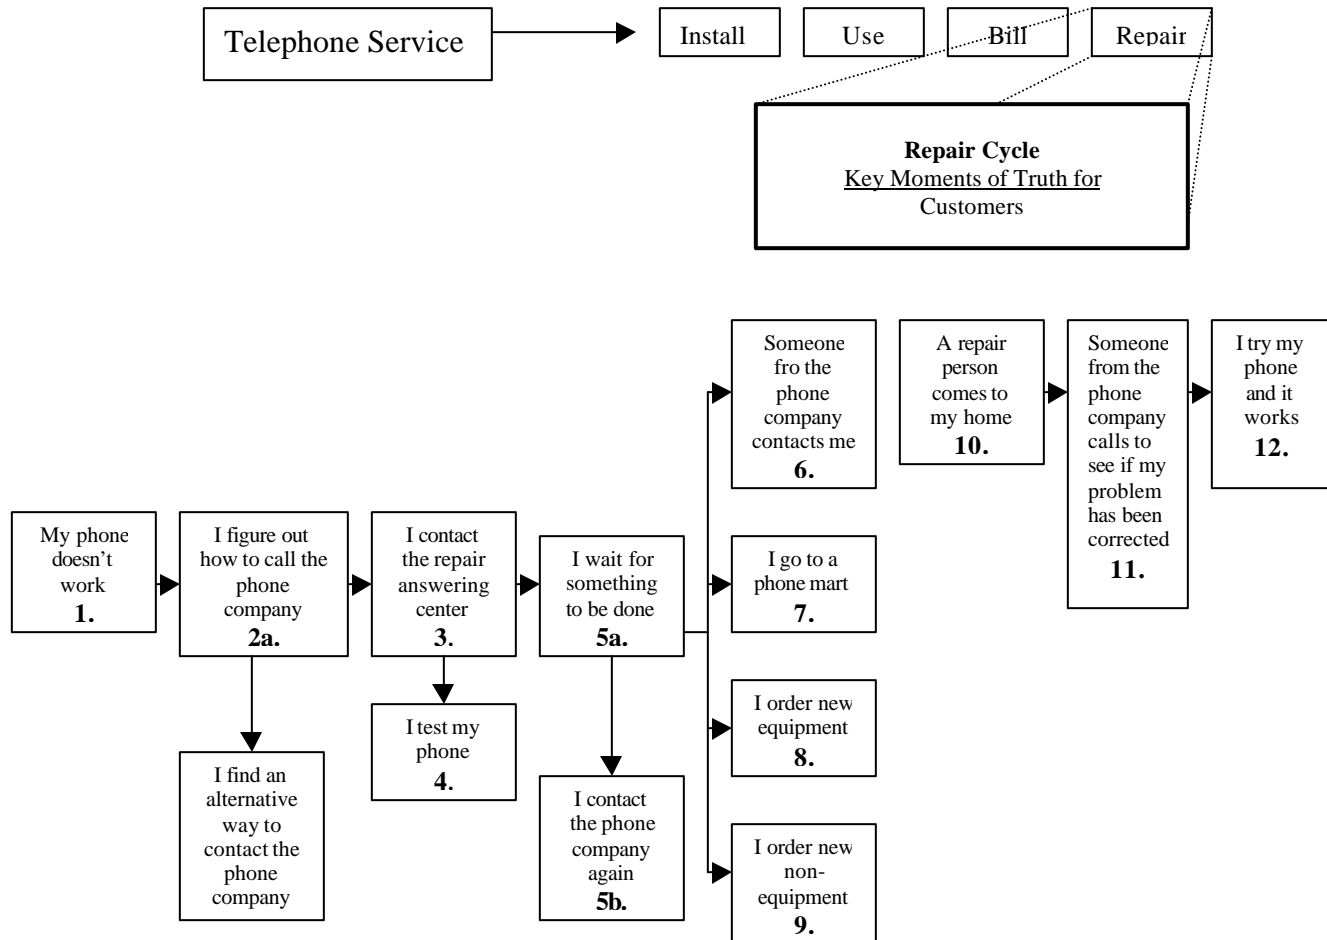 Telephone Service
Install
Use
Bill
Repair
Repair Cycle
Key Moments of Truth for
Customers
My phone
doesn't
work
1.
I figure out
how to call the
phone
company
2a.
I find an
alternative
way to
contact the
phone
company
I contact
the repair
answering
center
3.
I test my
phone
4.
I wait for
something
to be done
5a.
I contact
the phone
company
again
5b.
Someone
fro the
phone
company
contacts me
6.
I go to a
phone mart
7.
I order new
equipment
8.
I order new
non-
equipment
9.
A repair
person
comes to
my home
10.
Someone
from the
phone
company
calls to
see if my
problem
has been
corrected
11.
I try my
phone
and it
works
12.